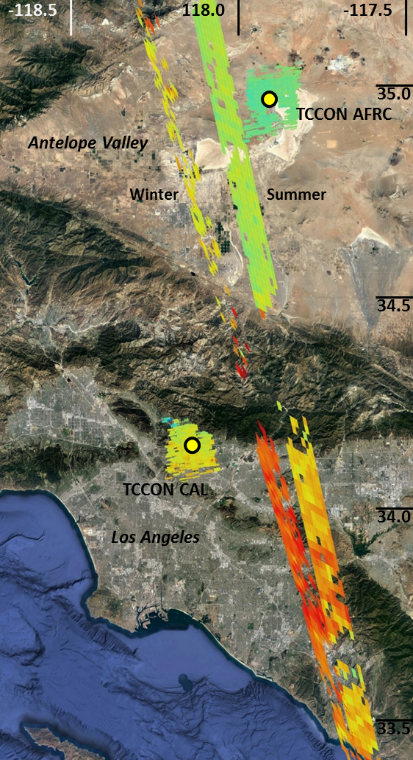 -118.5
118.0
-117.5
35.0
TCCON AFRC
Antelope Valley
Winter
Summer
34.5
TCCON CAL
34.0
Los Angeles
33.5